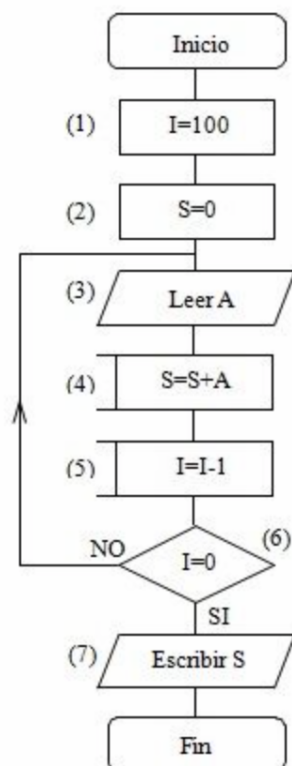 Inicio
(1) I=100
(2) S=0
(3) Leer A
(4) S=S+A
(5) I=I-1
(6)
NO I=0
SI
(7) Escribir S
Fin